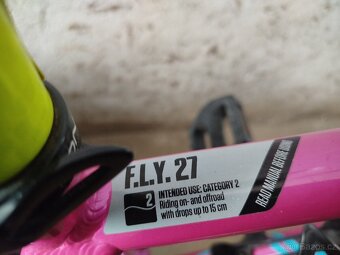 F.L.Y. 27
2
INTENDED USE: CATEGORY 2
Riding on- and offroad
with drops up to 15 cm
READ MANUAL BEFORE USING